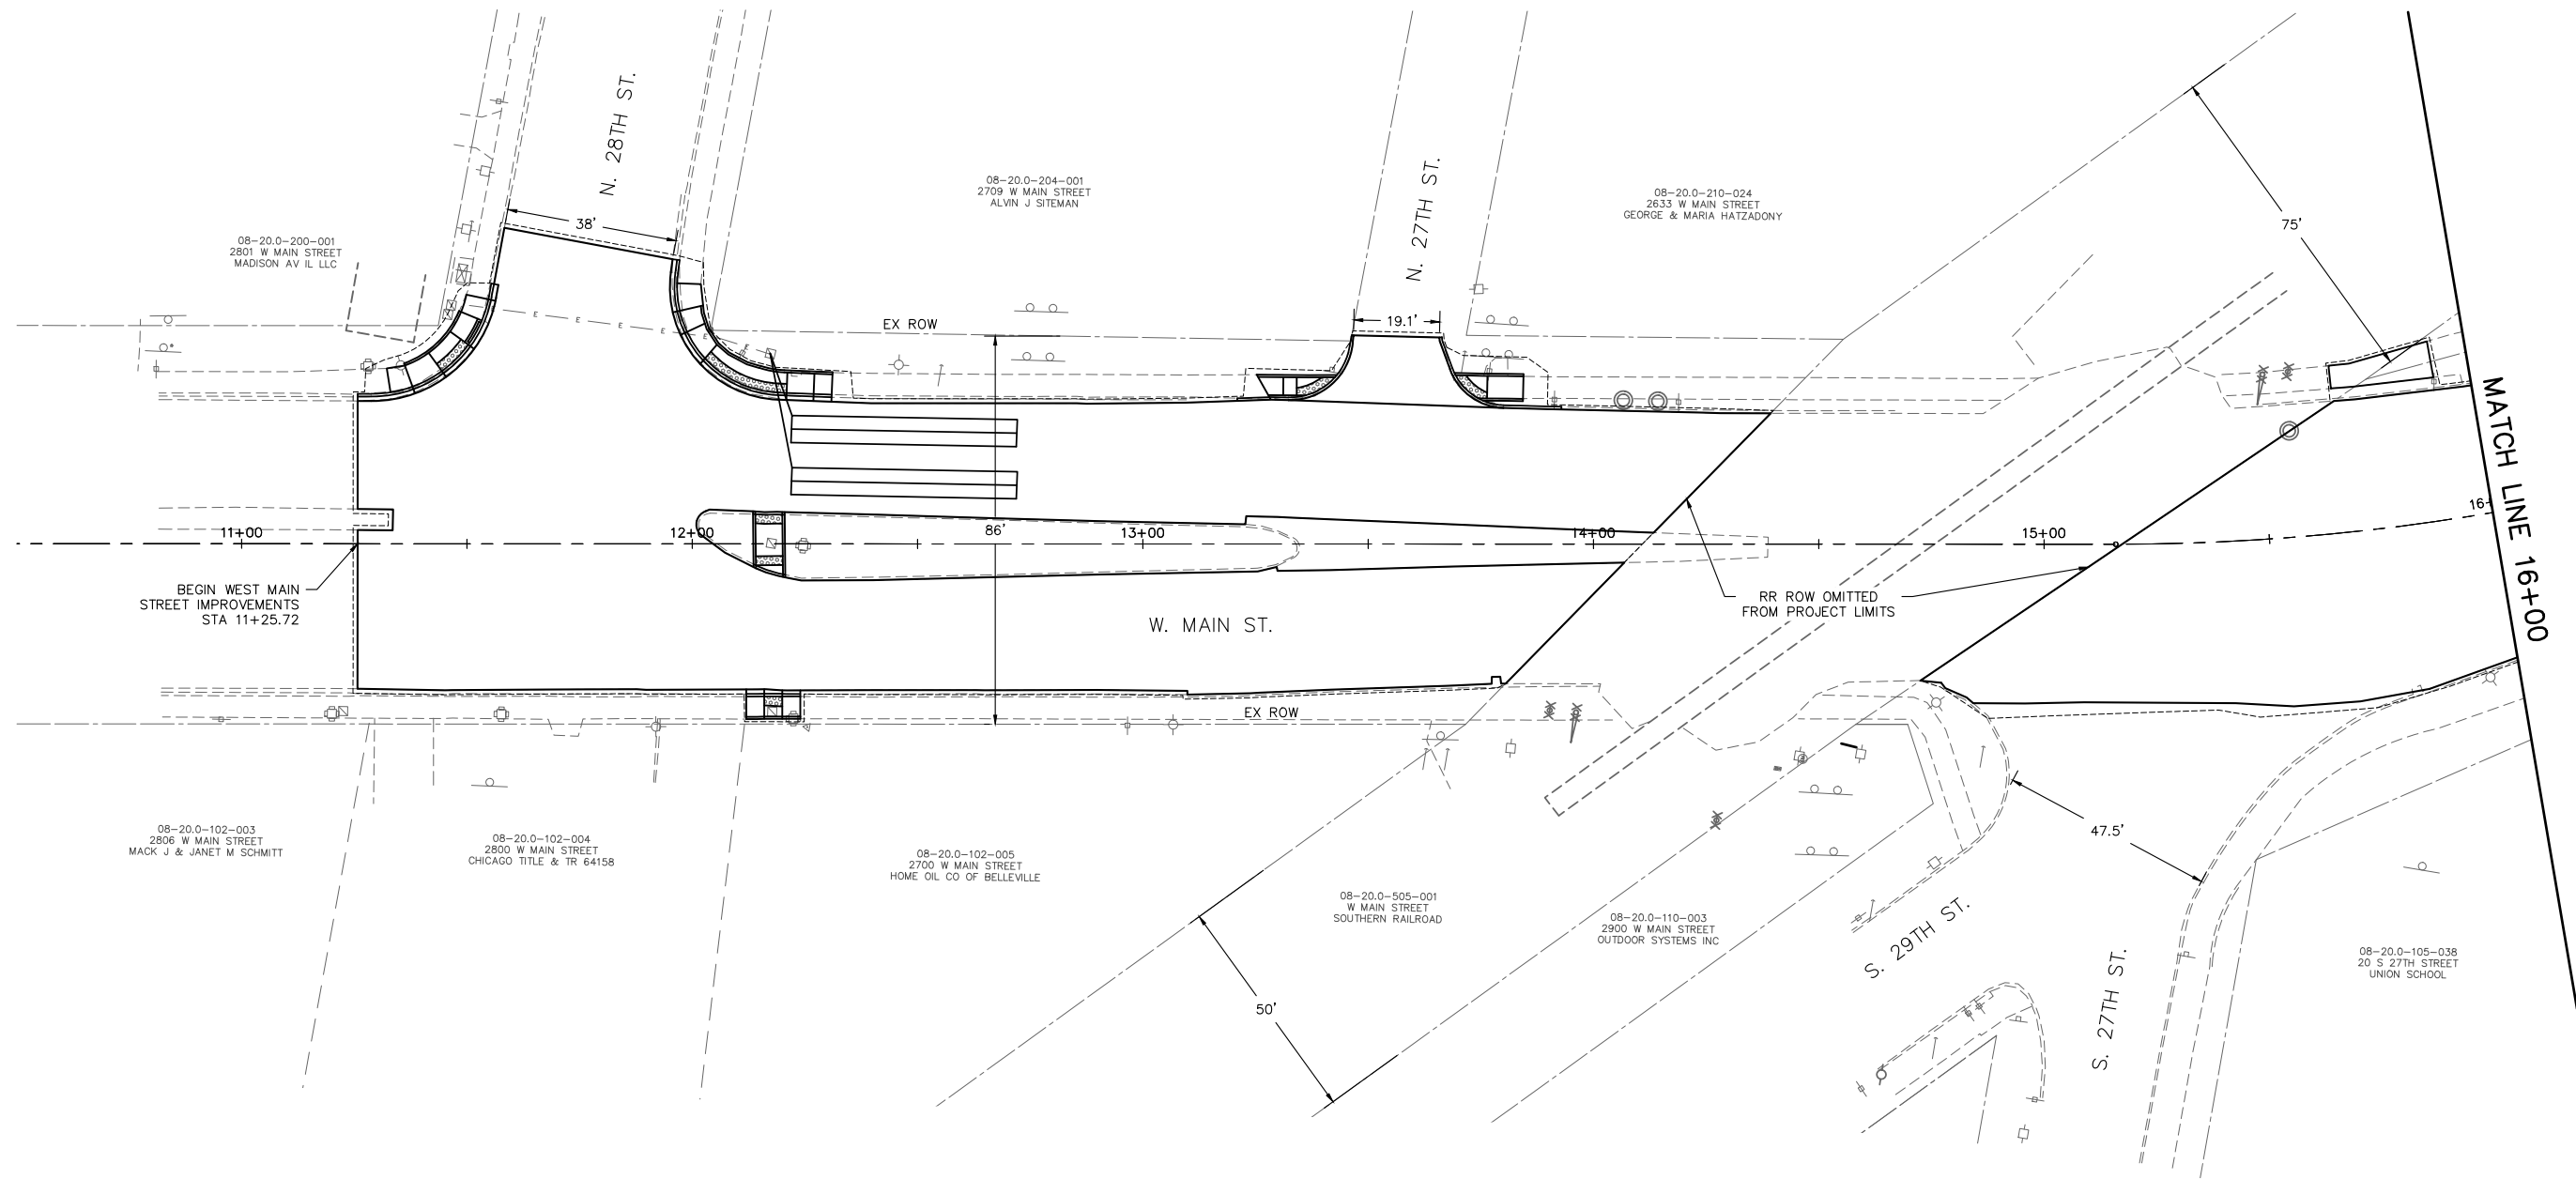 N. 28TH ST.
38'
08-20.0-200-001
2801 W MAIN STREET
MADISON AV IL LLC
08-20.0-204-001
2709 W MAIN STREET
ALVIN J SITEMAN
N. 27TH ST.
08-20.0-210-024
2633 W MAIN STREET
GEORGE & MARIA HATZADONY
75'
E
E
E
E
E
EX ROW
19.1'
MATCH LINE 16+00
11+00
12+00
86'
13+00
14+00
15+00
16-
BEGIN WEST MAIN
STREET IMPROVEMENTS
STA 11+25.72
W. MAIN ST.
RR ROW OMITTED
FROM PROJECT LIMITS
EX ROW
08-20.0-102-003
2806 W MAIN STREET
MACK J & JANET M SCHMITT
08-20.0-102-004
2800 W MAIN STREET
CHICAGO TITLE & TR 64158
08-20.0-102-005
2700 W MAIN STREET
HOME OIL CO OF BELLEVILLE
47.5'
08-20.0-505-001
W MAIN STREET
SOUTHERN RAILROAD
08-20.0-110-003
2900 W MAIN STREET
OUTDOOR SYSTEMS INC
S. 29TH ST.
S. 27TH ST.
08-20.0-105-038
20 S 27TH STREET
UNION SCHOOL
50'